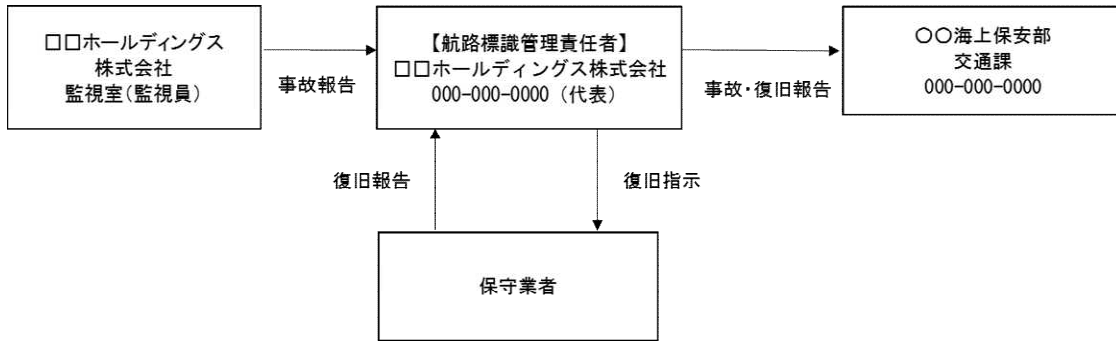 □□ホールディングス
株式会社
監視室(監視員)
事故報告
【航路標識管理責任者】
□□ホールディングス株式会社
000-000-0000 (代表)
事故・復旧報告
〇〇海上保安部
交通課
000-000-0000
復旧報告
復旧指示
保守業者